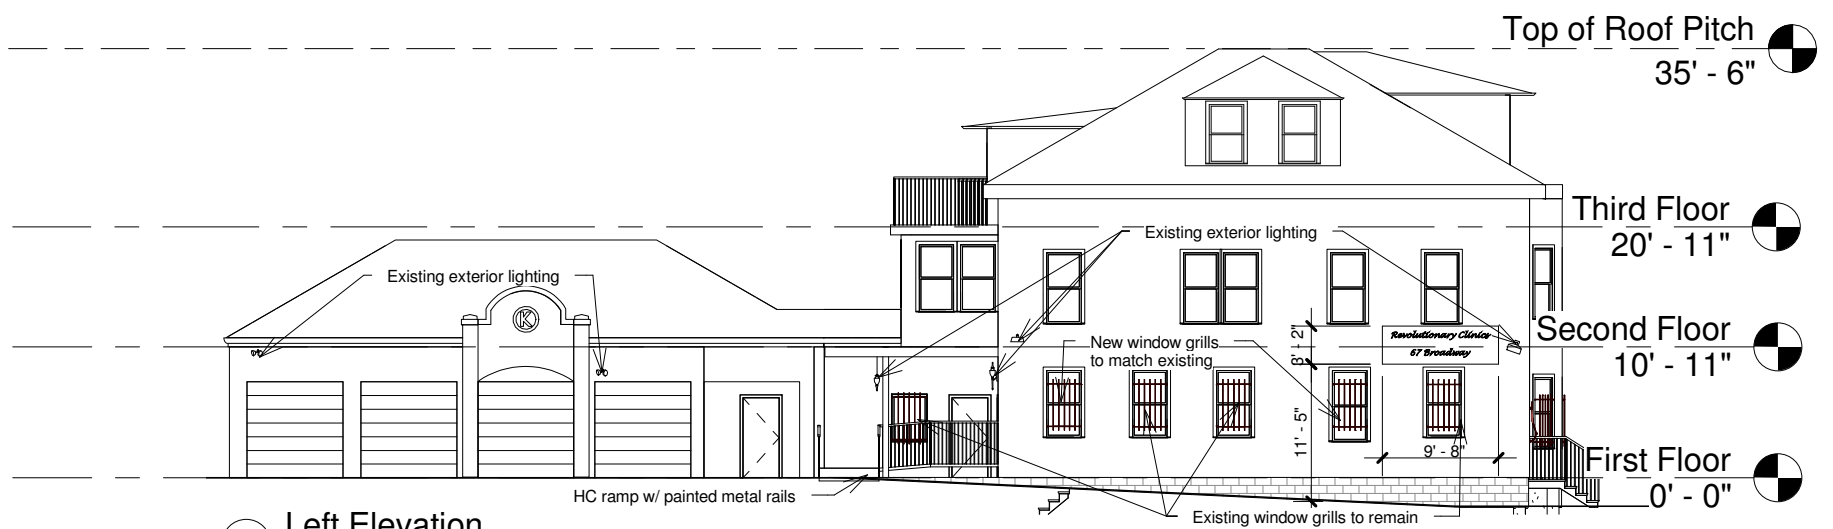 Top of Roof Pitch
35' - 6"
Third Floor
20' - 11"
Existing exterior lighting
Existing exterior lighting
K
Second Floor
10' - 11"
3' - 2"
Revolutionary Clinics
67 Broadway
New window grills
to match existing
11' - 5"
9' - 8"
First Floor
0' - 0"
HC ramp w/ painted metal rails
Existing window grills to remain
Left Elevation